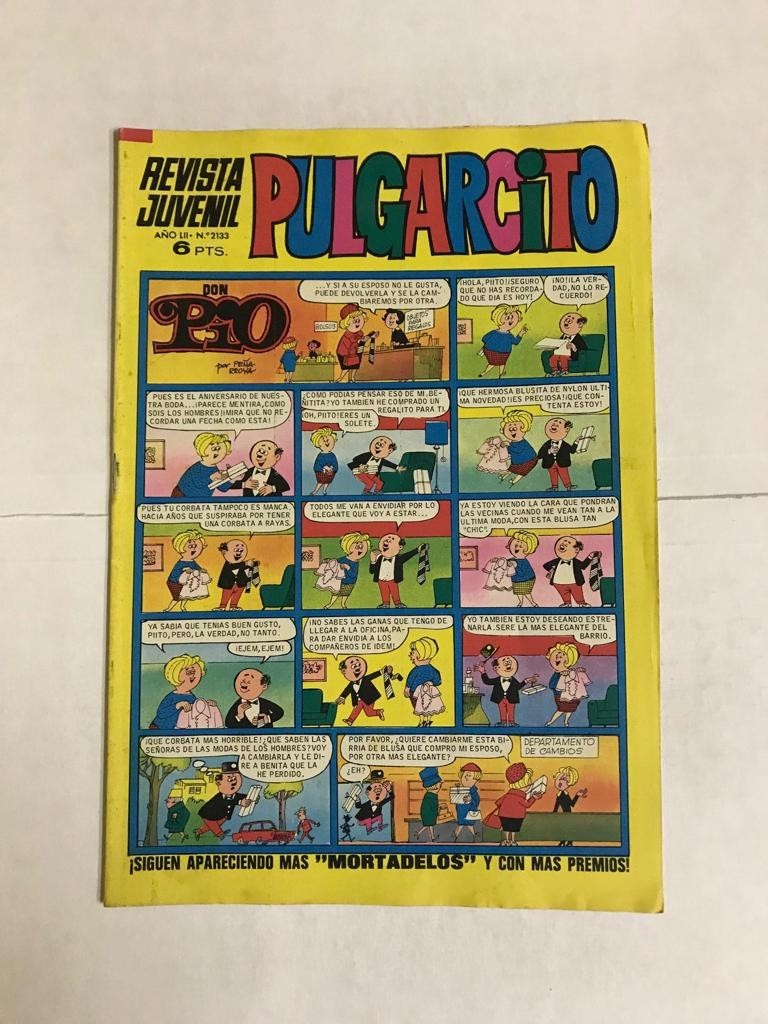 REVISTA
JUVENIL
AÑO LII • N.º 2133
6 PTS.
PULGARCITO
DON
PIO
por PEÑA-
RROYA
...Y SI A SU ESPOSO NO LE GUSTA,
PUEDE DEVOLVERLA Y SE LA CAM-
BIAREMOS POR OTRA.
BOLSOS
OBJETOS
PARA
REGALOS
¡HOLA, PIITO! ¡SEGURO
QUE NO HAS RECORDA-
DO QUE DIA ES HOY!
¡NO! ¡LA VER-
DAD, NO LO RE-
CUERDO!
PUES ES EL ANIVERSARIO DE NUES-
TRA BODA... ¡PARECE MENTIRA, COMO
SOIS LOS HOMBRES! ¡MIRA QUE NO RE-
CORDAR UNA FECHA COMO ESTA!
¿COMO PODIAS PENSAR ESO DE MI, BE-
ÑITITA? YO TAMBIEN HE COMPRADO UN
REGALITO PARA TI.
¡OH, PIITO! ERES UN
SOLETE.
¡QUE HERMOSA BLUSITA DE NYLON ULTI-
MA NOVEDAD! ¡ES PRECIOSA! ¡QUE CON-
TENTA ESTOY!
PUES TU CORBATA TAMPOCO ES MANCA,
HACIA AÑOS QUE SUSPIRABA POR TENER
UNA CORBATA A RAYAS.
TODOS ME VAN A ENVIDIAR POR LO
ELEGANTE QUE VOY A ESTAR...
YA ESTOY VIENDO LA CARA QUE PONDRAN
LAS VECINAS CUANDO ME VEAN TAN A LA
ULTIMA MODA, CON ESTA BLUSA TAN
"CHIC".
YA SABIA QUE TENIAS BUEN GUSTO,
PIITO, PERO, LA VERDAD, NO TANTO.
¡EJEM, EJEM!
¡NO SABES LAS GANAS QUE TENGO DE
LLEGAR A LA OFICINA, PA-
RA DAR ENVIDIA A LOS
COMPAÑEROS DE IDEM!
YO TAMBIEN ESTOY DESEANDO ESTRE-
NARLA. SERE LA MAS ELEGANTE DEL
BARRIO.
¡QUE CORBATA MAS HORRIBLE! ¿QUE SABEN LAS
SEÑORAS DE LAS MODAS DE LOS HOMBRES? VOY
A CAMBIARLA Y LE DI-
RE A BENITA QUE LA
HE PERDIDO.
POR FAVOR, ¿QUIERE CAMBIARME ESTA BI-
RRIA DE BLUSA QUE COMPRO MI ESPOSO,
POR OTRA MAS ELEGANTE?
¿EH?
DEPARTAMENTO
DE CAMBIOS
¡SIGUEN APARECIENDO MAS "MORTADELOS" Y CON MAS PREMIOS!